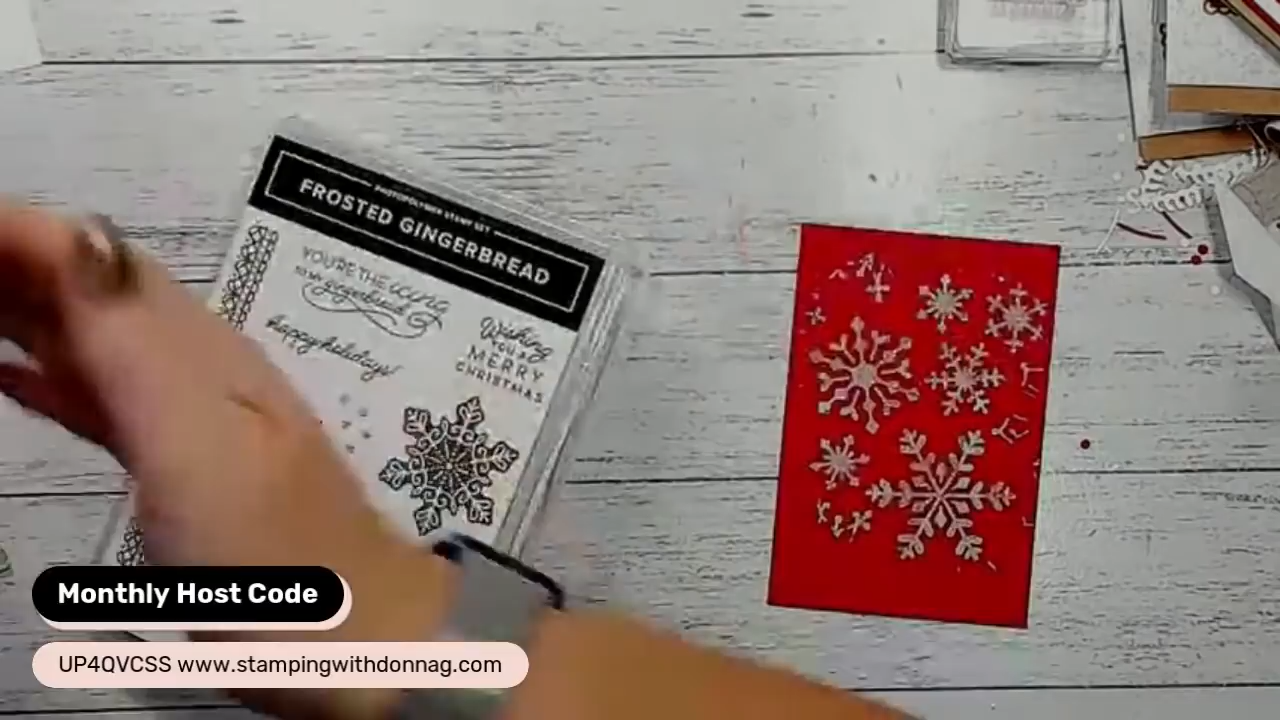 PHOTOPOLYMER STAMP SET
FROSTED GINGERBREAD
YOU'RE THE icing
to my gingerbread
happy holidays!
Wishing
YOU A
MERRY
CHRISTMAS
Monthly Host Code
UP4QVCSS www.stampingwithdonnag.com